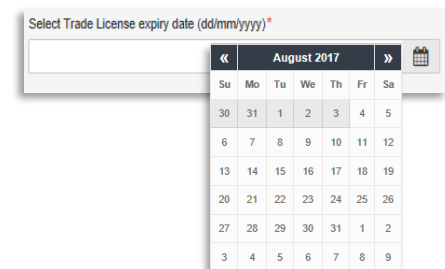 Select Trade License expiry date (dd/mm/yyyy)*
« August 2017 »
Su Mo Tu We Th Fr Sa
30 31 1 2 3 4 5
6 7 8 9 10 11 12
13 14 15 16 17 18 19
20 21 22 23 24 25 26
27 28 29 30 31 1 2
3 4 5 6 7 8 9